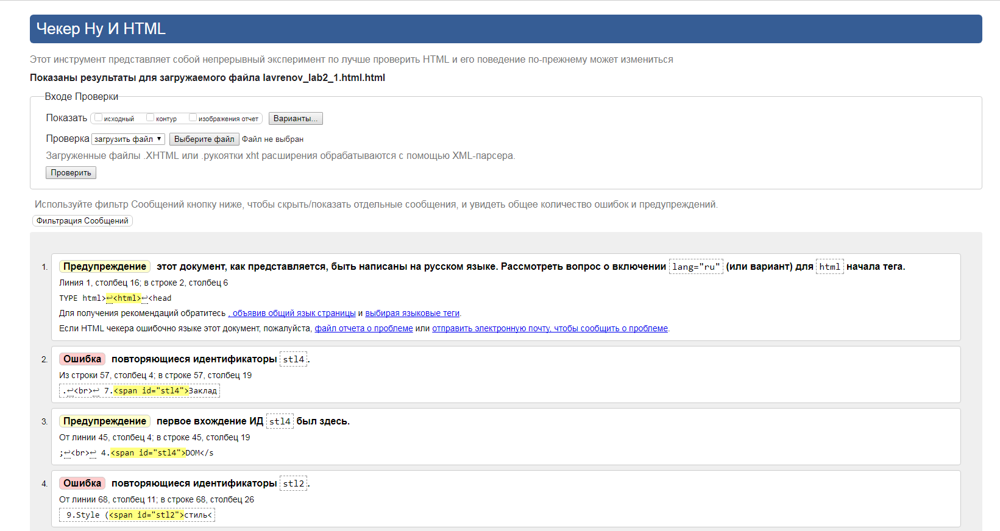 Чекер Ну И HTML
Этот инструмент представляет собой непрерывный эксперимент по лучше проверить HTML и его поведение по-прежнему может измениться
Показаны результаты для загружаемого файла lavrenov_lab2_1.html.html
Входе Проверки
Показать исходный контур изображения отчет Варианты...
Проверка загрузить файл Выберите файл Файл не выбран
Загруженные файлы .XHTML или .рукоятки xht расширения обрабатываются с помощью XML-парсера.
Проверить
Используйте фильтр Сообщений кнопку ниже, чтобы скрыть/показать отдельные сообщения, и увидеть общее количество ошибок и предупреждений.
Фильтрация Сообщений
1. Предупреждение этот документ, как представляется, быть написаны на русском языке. Рассмотреть вопрос о включении lang="ru" (или вариант) для html начала тега.
Линия 1, столбец 16; в строке 2, столбец 6
TYPE html>↩<html>↩<head
Для получения рекомендаций обратитесь , объявив общий язык страницы и выбирая языковые теги.
Если HTML чекера ошибочно языке этот документ, пожалуйста, файл отчета о проблеме или отправить электронную почту, чтобы сообщить о проблеме.
2. Ошибка повторяющиеся идентификаторы stl4.
Из строки 57, столбец 4; в строке 57, столбец 19
.↩<br>↩ 7.<span id="stl4">Заклад
3. Предупреждение первое вхождение ИД stl4 был здесь.
От линии 45, столбец 4; в строке 45, столбец 19
;↩<br>↩ 4.<span id="stl4">DOM</s
4. Ошибка повторяющиеся идентификаторы stl2.
От линии 68, столбец 11; в строке 68, столбец 26
9.Style (<span id="stl2">стиль<